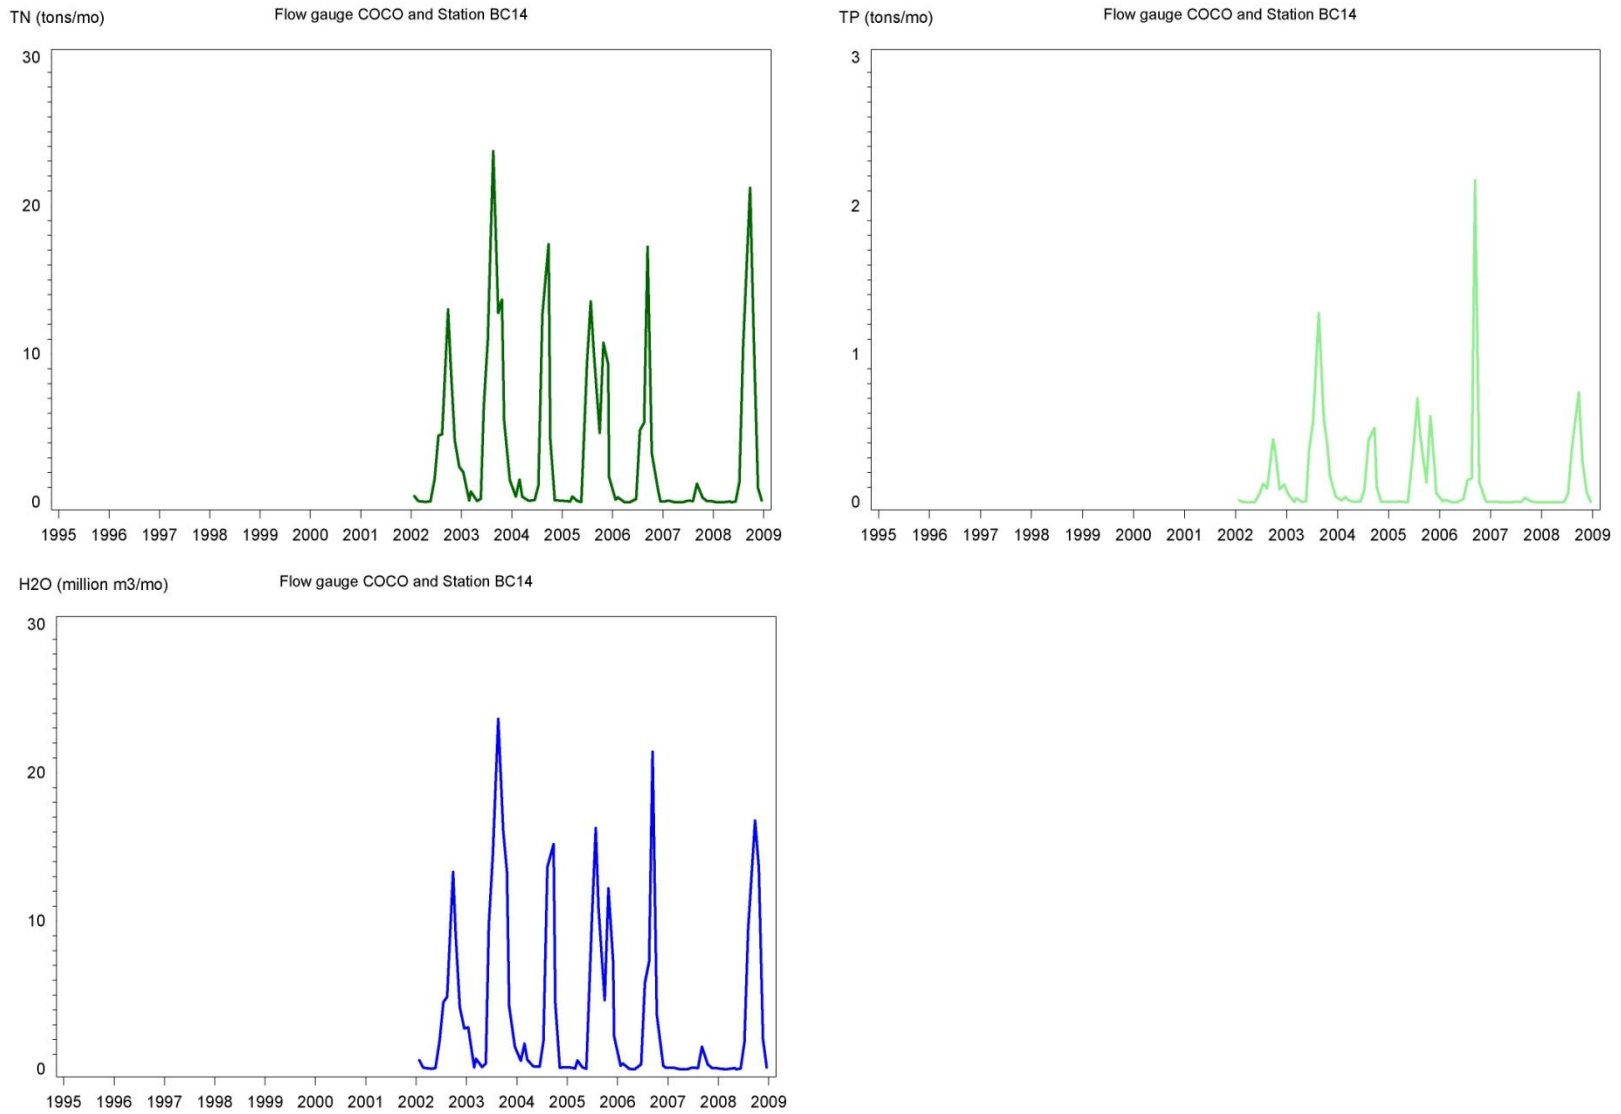 TN (tons/mo)
Flow gauge COCO and Station BC14
30
20
10
0
1995 1996 1997 1998 1999 2000 2001 2002 2003 2004 2005 2006 2007 2008 2009
TP (tons/mo)
Flow gauge COCO and Station BC14
3
2
1
0
1995 1996 1997 1998 1999 2000 2001 2002 2003 2004 2005 2006 2007 2008 2009
H2O (million m3/mo)
Flow gauge COCO and Station BC14
30
20
10
0
1995 1996 1997 1998 1999 2000 2001 2002 2003 2004 2005 2006 2007 2008 2009